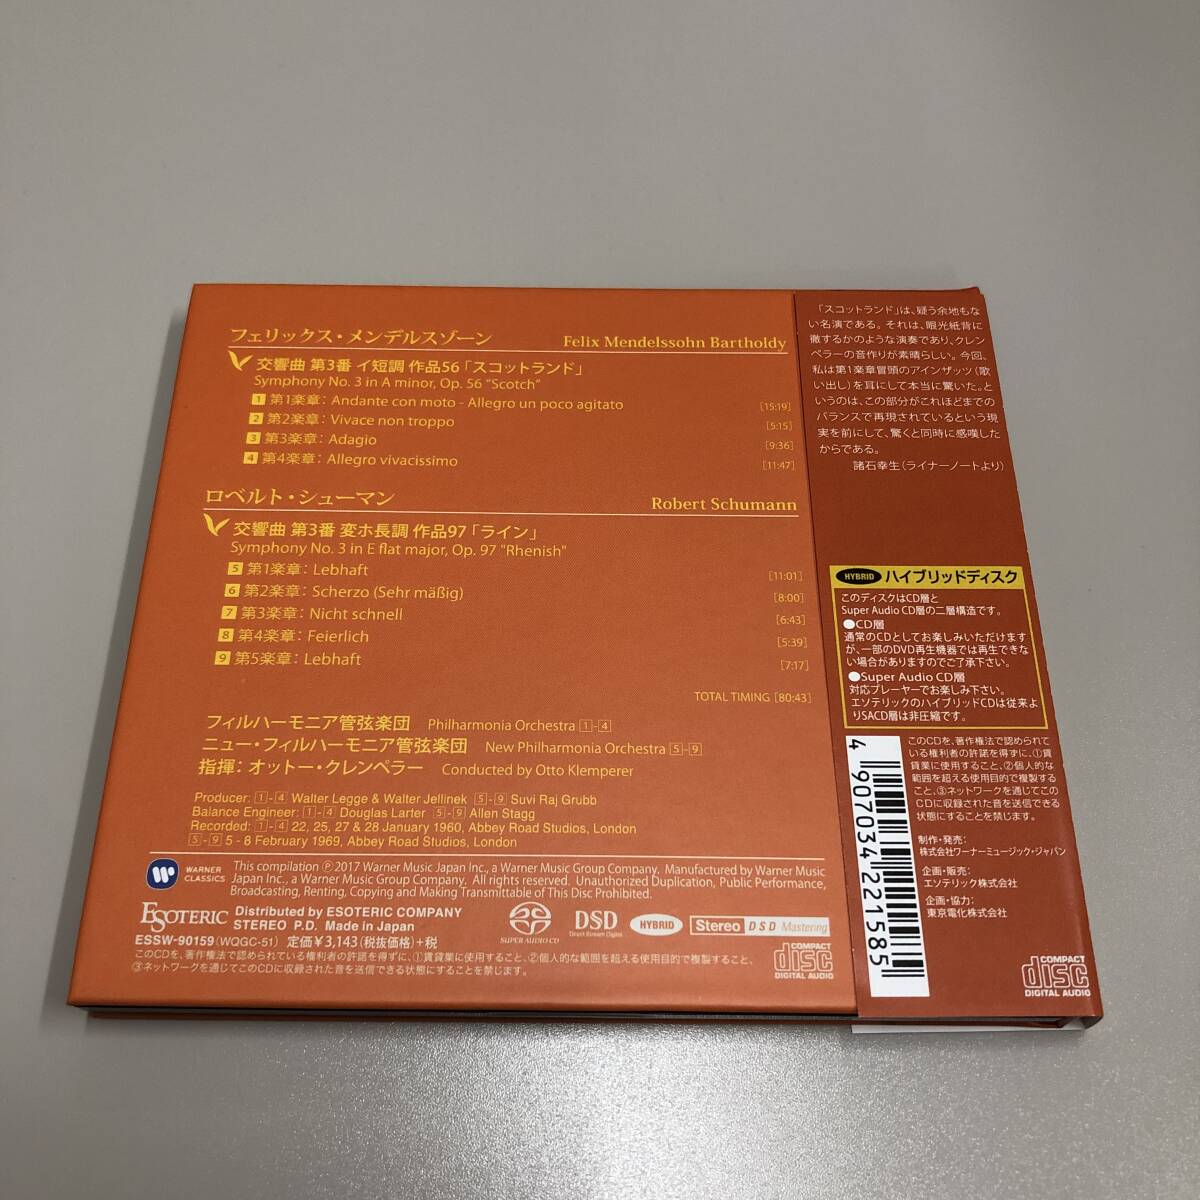 フェリックス・メンデルスゾーン Felix Mendelssohn Bartholdy
交響曲 第3番 イ短調 作品56「スコットランド」
Symphony No. 3 in A minor, Op. 56 "Scotch"
1 第1楽章: Andante con moto - Allegro un poco agitato [15:19]
2 第2楽章: Vivace non troppo [5:15]
3 第3楽章: Adagio [9:36]
4 第4楽章: Allegro vivacissimo [11:47]
ロベルト・シューマン Robert Schumann
交響曲 第3番 変ホ長調 作品97「ライン」
Symphony No. 3 in E flat major, Op. 97 "Rhenish"
5 第1楽章: Lebhaft [11:01]
6 第2楽章: Scherzo (Sehr mäßig) [8:00]
7 第3楽章: Nicht schnell [6:43]
8 第4楽章: Feierlich [5:39]
9 第5楽章: Lebhaft [7:17]
TOTAL TIMING [80:43]
フィルハーモニア管弦楽団 Philharmonia Orchestra 1-4
ニュー・フィルハーモニア管弦楽団 New Philharmonia Orchestra 5-9
指揮: オットー・クレンペラー Conducted by Otto Klemperer
Producer: 1-4 Walter Legge & Walter Jellinek 5-9 Suvi Raj Grubb
Balance Engineer: 1-4 Douglas Larter 5-9 Allen Stagg
Recorded: 1-4 22, 25, 27 & 28 January 1960, Abbey Road Studios, London
5-9 5 - 8 February 1969, Abbey Road Studios, London
WARNER CLASSICS
This compilation ℗ 2017 Warner Music Japan Inc., a Warner Music Group Company. Manufactured by Warner Music
Japan Inc., a Warner Music Group Company. All rights reserved. Unauthorized Duplication, Public Performance,
Broadcasting, Renting, Copying and Making Transmittable of This Disc Prohibited.
ESOTERIC Distributed by ESOTERIC COMPANY
STEREO P.D. Made in Japan
SUPER AUDIO CD
DSD
Direct Stream Digital
HYBRID
Stereo DSD Mastering
ESSW-90159(WQGC-51) 定価¥3,143(税抜価格)+税
このCDを、著作権法で認められている権利者の許諾を得ずに、①賃貸業に使用すること、②個人的な範囲を超える使用目的で複製すること、
③ネットワークを通じてこのCDに収録された音を送信できる状態にすることを禁じます。
COMPACT
disc
DIGITAL AUDIO
「スコットランド」は、疑う余地もな
い名演である。それは、眼光紙背に
徹するかのような演奏であり、クレン
ペラーの音作りが素晴らしい。今回、
私は第1楽章冒頭のアインザッツ(歌
い出し)を耳にして本当に驚いた。と
いうのは、この部分がこれほどまでの
バランスで再現されているという現
実を前にして、驚くと同時に感嘆した
からである。
諸石幸生(ライナーノートより)
HYBRID ハイブリッドディスク
このディスクはCD層と
Super Audio CD層の二層構造です。
●CD層
通常のCDとしてお楽しみいただけます
が、一部のDVD再生機器では再生できな
い場合がありますのでご了承下さい。
●Super Audio CD層
対応プレーヤーでお楽しみ下さい。
エソテリックのハイブリッドCDは従来よ
りSACD層は非圧縮です。
4 907034 221585
このCDを、著作権法で認められて
いる権利者の許諾を得ずに、①賃
貸業に使用すること、②個人的な
範囲を超える使用目的で複製する
こと、③ネットワークを通じてこの
CDに収録された音を送信できる
状態にすることを禁じます。
制作・発売:
株式会社ワーナーミュージック・ジャパン
企画・販売:
エソテリック株式会社
企画・協力:
東京電化株式会社
COMPACT
disc
DIGITAL AUDIO